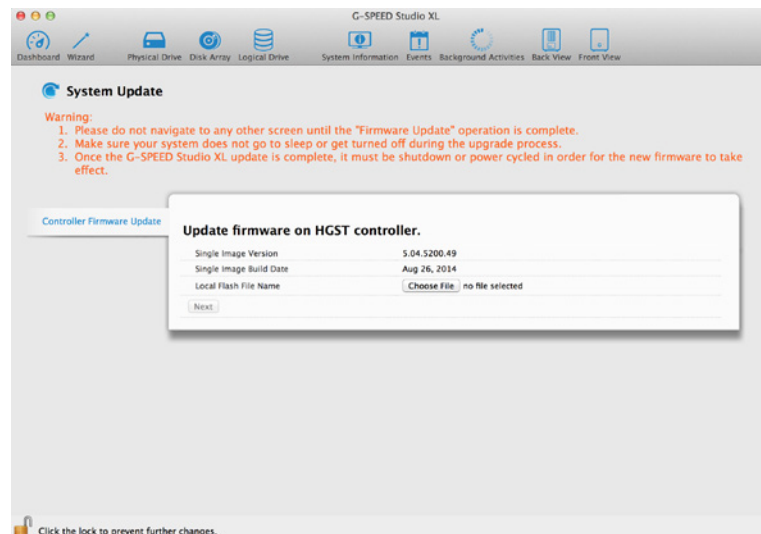 G-SPEED Studio XL
Dashboard Wizard Physical Drive Disk Array Logical Drive System Information Events Background Activities Back View Front View
System Update
Warning:
1. Please do not navigate to any other screen until the "Firmware Update" operation is complete.
2. Make sure your system does not go to sleep or get turned off during the upgrade process.
3. Once the G-SPEED Studio XL update is complete, it must be shutdown or power cycled in order for the new firmware to take
effect.
Controller Firmware Update
Update firmware on HGST controller.
Single Image Version 5.04.5200.49
Single Image Build Date Aug 26, 2014
Local Flash File Name Choose File no file selected
Next
Click the lock to prevent further changes.